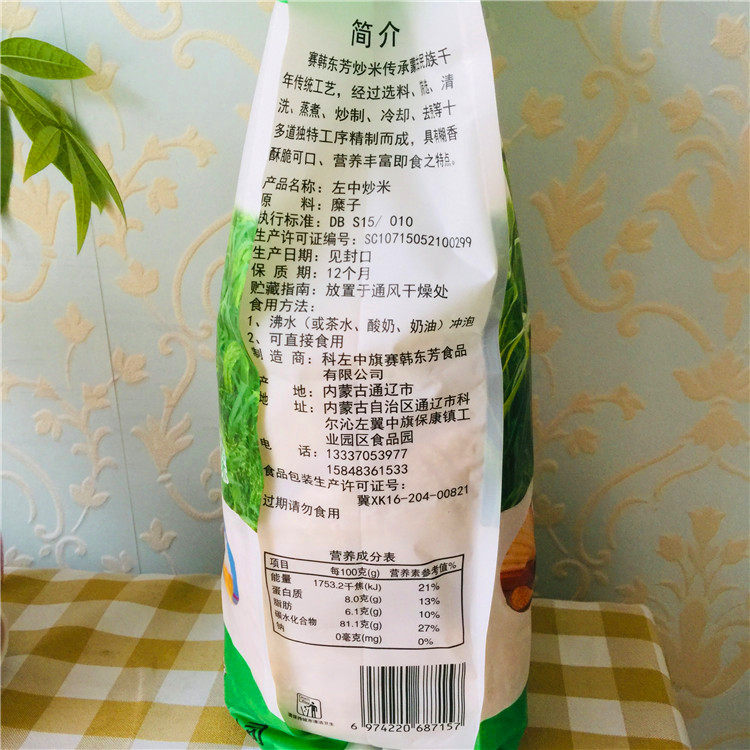 简介
赛韩东芳炒米传承蒙古民族千
年传统工艺，经过选料、筛选、清
洗、蒸煮、炒制、冷却、去壳等十
多道独特工序精制而成，具有糊香
酥脆可口、营养丰富即食之特点。
产品名称：左中炒米
原 料：糜子
执行标准：DB S15/ 010
生产许可证编号：SC10715052100299
生产日期：见封口
保 质 期：12个月
贮藏指南：放置于通风干燥处
食用方法：
1、沸水（或茶水、酸奶、奶油）冲泡
2、可直接食用
制 造 商：科左中旗赛韩东芳食品
有限公司
产 地：内蒙古通辽市
地 址：内蒙古自治区通辽市科
尔沁左翼中旗保康镇工
业园区食品园
电 话：13337053977
15848361533
食品包装生产许可证号：
冀XK16-204-00821
过期请勿食用
营养成分表
项目 每100克(g) 营养素参考值%
能量 1753.2千焦(kJ) 21%
蛋白质 8.0克(g) 13%
脂肪 6.1克(g) 10%
碳水化合物 81.1克(g) 27%
钠 0毫克(mg) 0%
6 974220 687157